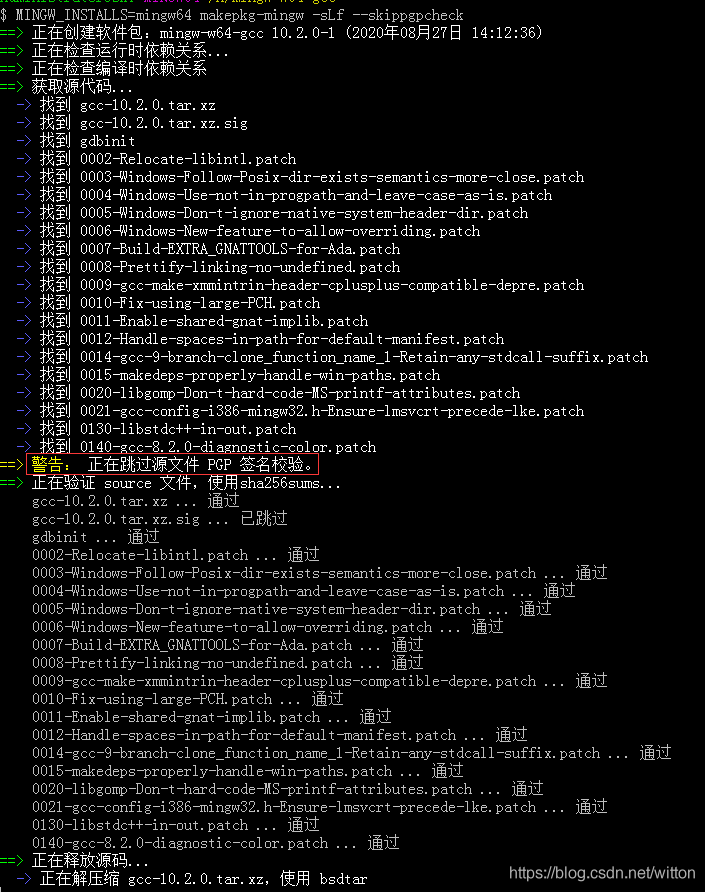 $ MINGW_INSTALLS=mingw64 makepkg-mingw -sLf --skippgpcheck
==> 正在创建软件包：mingw-w64-gcc 10.2.0-1 (2020年08月27日 14:12:36)
==> 正在检查运行时依赖关系...
==> 正在检查编译时依赖关系
==> 获取源代码...
-> 找到 gcc-10.2.0.tar.xz
-> 找到 gcc-10.2.0.tar.xz.sig
-> 找到 gdbinit
-> 找到 0002-Relocate-libintl.patch
-> 找到 0003-Windows-Follow-Posix-dir-exists-semantics-more-close.patch
-> 找到 0004-Windows-Use-not-in-progpath-and-leave-case-as-is.patch
-> 找到 0005-Windows-Don-t-ignore-native-system-header-dir.patch
-> 找到 0006-Windows-New-feature-to-allow-overriding.patch
-> 找到 0007-Build-EXTRA_GNATTOOLS-for-Ada.patch
-> 找到 0008-Prettify-linking-no-undefined.patch
-> 找到 0009-gcc-make-xmmintrin-header-cplusplus-compatible-depre.patch
-> 找到 0010-Fix-using-large-PCH.patch
-> 找到 0011-Enable-shared-gnat-implib.patch
-> 找到 0012-Handle-spaces-in-path-for-default-manifest.patch
-> 找到 0014-gcc-9-branch-clone_function_name_1-Retain-any-stdcall-suffix.patch
-> 找到 0015-makedeps-properly-handle-win-paths.patch
-> 找到 0020-libgomp-Don-t-hard-code-MS-printf-attributes.patch
-> 找到 0021-gcc-config-i386-mingw32.h-Ensure-lmsvcrt-precede-lke.patch
-> 找到 0130-libstdc++-in-out.patch
-> 找到 0140-gcc-8.2.0-diagnostic-color.patch
==> 警告： 正在跳过源文件 PGP 签名校验。
==> 正在验证 source 文件，使用sha256sums...
gcc-10.2.0.tar.xz ... 通过
gcc-10.2.0.tar.xz.sig ... 已跳过
gdbinit ... 通过
0002-Relocate-libintl.patch ... 通过
0003-Windows-Follow-Posix-dir-exists-semantics-more-close.patch ... 通过
0004-Windows-Use-not-in-progpath-and-leave-case-as-is.patch ... 通过
0005-Windows-Don-t-ignore-native-system-header-dir.patch ... 通过
0006-Windows-New-feature-to-allow-overriding.patch ... 通过
0007-Build-EXTRA_GNATTOOLS-for-Ada.patch ... 通过
0008-Prettify-linking-no-undefined.patch ... 通过
0009-gcc-make-xmmintrin-header-cplusplus-compatible-depre.patch ... 通过
0010-Fix-using-large-PCH.patch ... 通过
0011-Enable-shared-gnat-implib.patch ... 通过
0012-Handle-spaces-in-path-for-default-manifest.patch ... 通过
0014-gcc-9-branch-clone_function_name_1-Retain-any-stdcall-suffix.patch ... 通过
0015-makedeps-properly-handle-win-paths.patch ... 通过
0020-libgomp-Don-t-hard-code-MS-printf-attributes.patch ... 通过
0021-gcc-config-i386-mingw32.h-Ensure-lmsvcrt-precede-lke.patch ... 通过
0130-libstdc++-in-out.patch ... 通过
0140-gcc-8.2.0-diagnostic-color.patch ... 通过
==> 正在释放源码...
-> 正在解压缩 gcc-10.2.0.tar.xz，使用 bsdtar
https://blog.csdn.net/witton